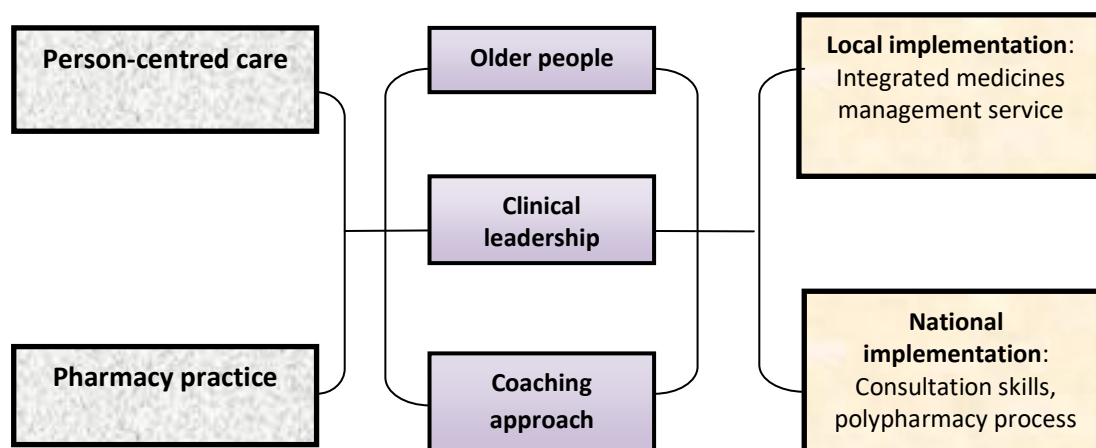 Person-centred care
Pharmacy practice
Older people
Clinical
leadership
Coaching
approach
Local implementation:
Integrated medicines
management service
National
implementation:
Consultation skills,
polypharmacy process